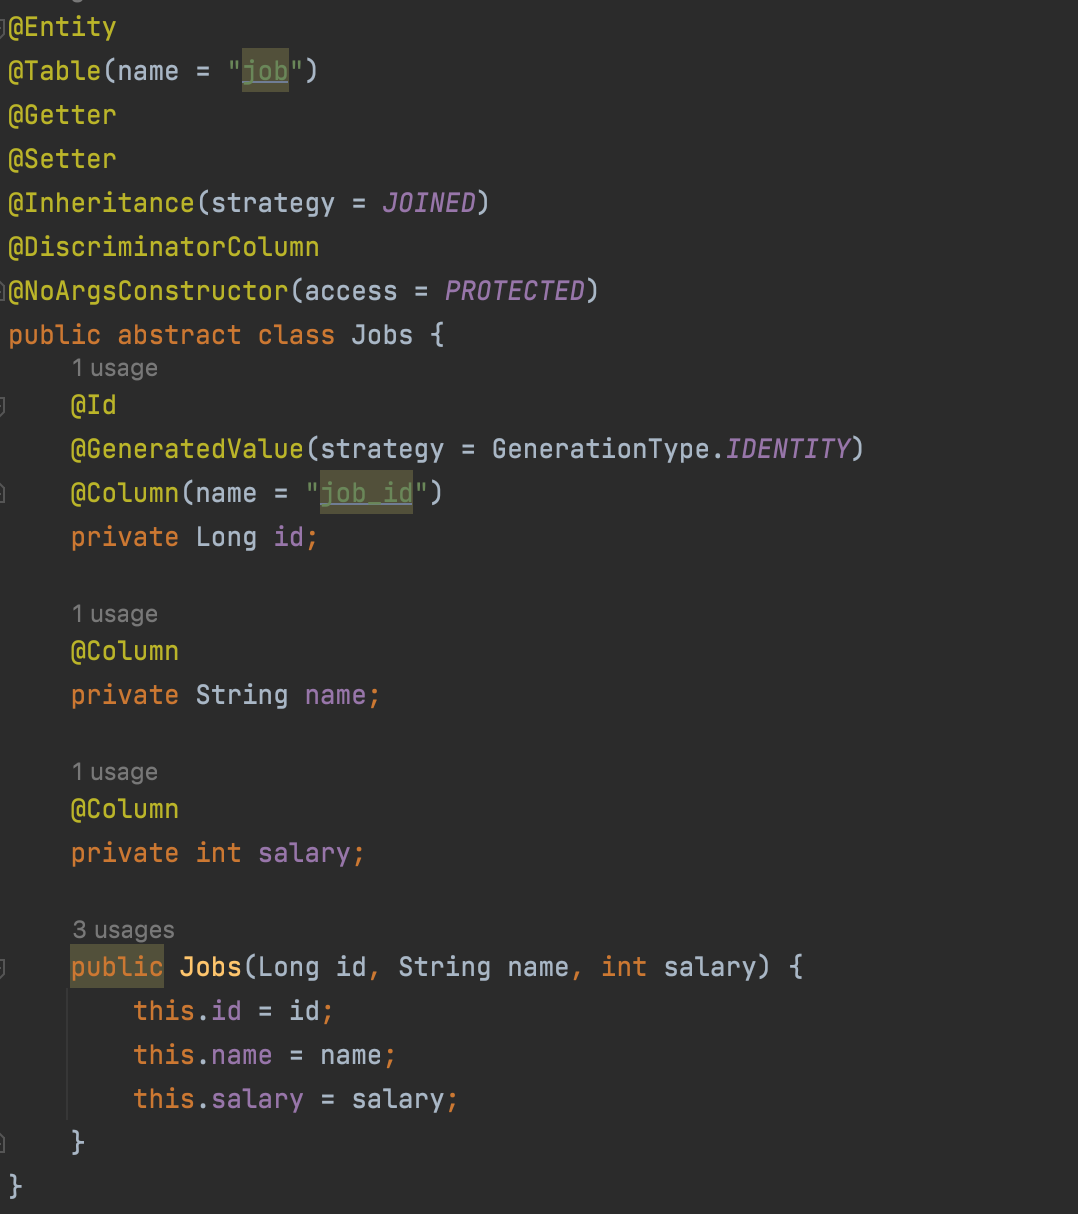 @Entity
@Table(name = "job")
@Getter
@Setter
@Inheritance(strategy = JOINED)
@DiscriminatorColumn
@NoArgsConstructor(access = PROTECTED)
public abstract class Jobs {
1 usage
@Id
@GeneratedValue(strategy = GenerationType.IDENTITY)
@Column(name = "job_id")
private Long id;
1 usage
@Column
private String name;
1 usage
@Column
private int salary;
3 usages
public Jobs(Long id, String name, int salary) {
this.id = id;
this.name = name;
this.salary = salary;
}
}